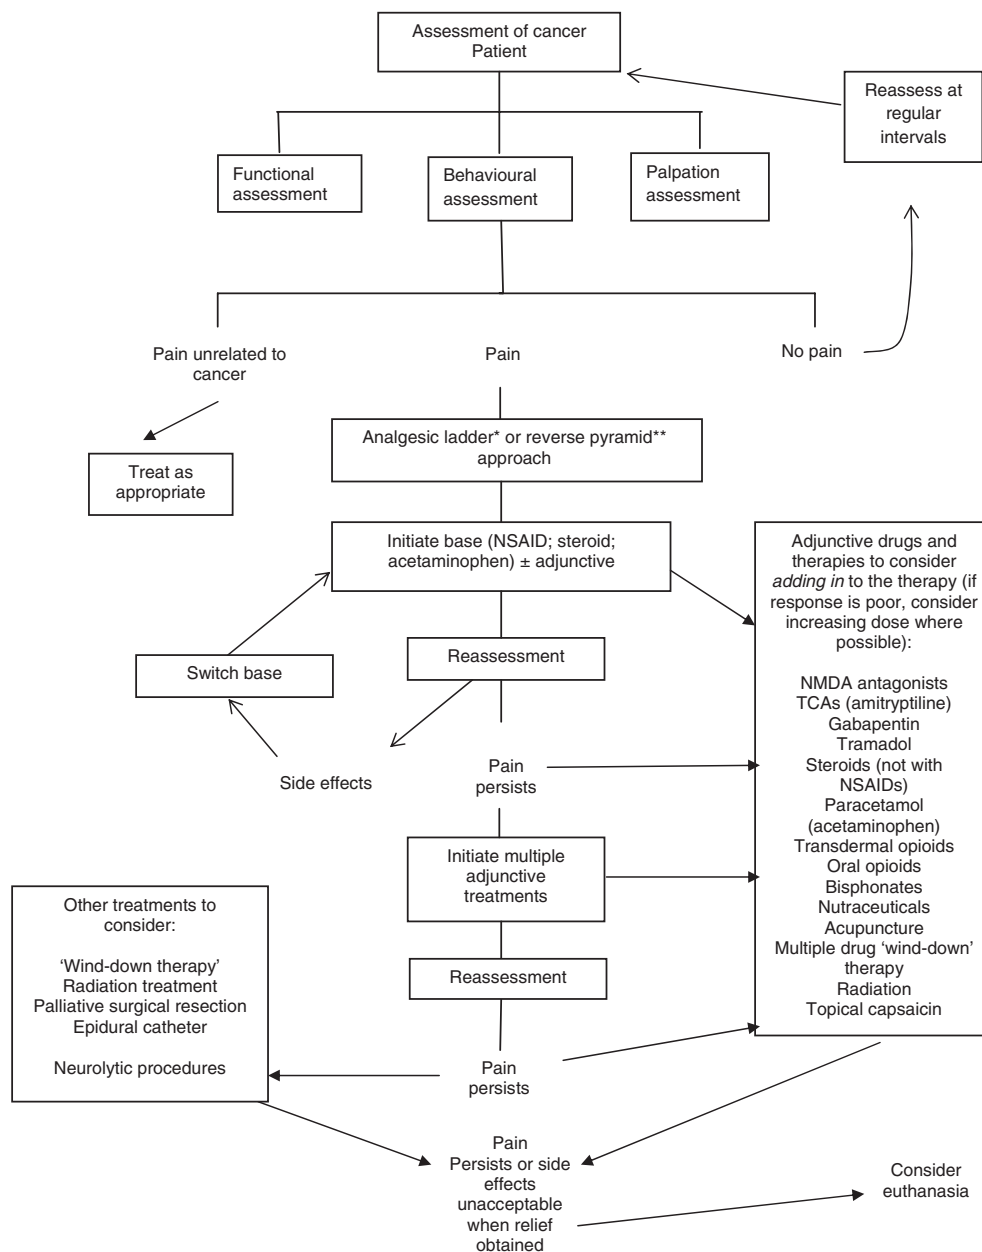 Assessment of cancer
Patient
Reassess at
regular
intervals
Functional
assessment
Behavioural
assessment
Palpation
assessment
Pain unrelated to
cancer
Pain
No pain
Analgesic ladder* or reverse pyramid**
approach
Treat as
appropriate
Initiate base (NSAID; steroid;
acetaminophen) ± adjunctive
Adjunctive drugs and
therapies to consider
adding in to the therapy (if
response is poor, consider
increasing dose where
possible):
NMDA antagonists
TCAs (amitryptiline)
Gabapentin
Tramadol
Steroids (not with
NSAIDs)
Paracetamol
(acetaminophen)
Transdermal opioids
Oral opioids
Bisphonates
Nutraceuticals
Acupuncture
Multiple drug ‘wind-down’
therapy
Radiation
Topical capsaicin
Switch base
Reassessment
Side effects
Pain
persists
Initiate multiple
adjunctive
treatments
Other treatments to
consider:
‘Wind-down therapy’
Radiation treatment
Palliative surgical resection
Epidural catheter
Neurolytic procedures
Reassessment
Pain
persists
Pain
Persists or side
effects
unacceptable
when relief
obtained
Consider
euthanasia